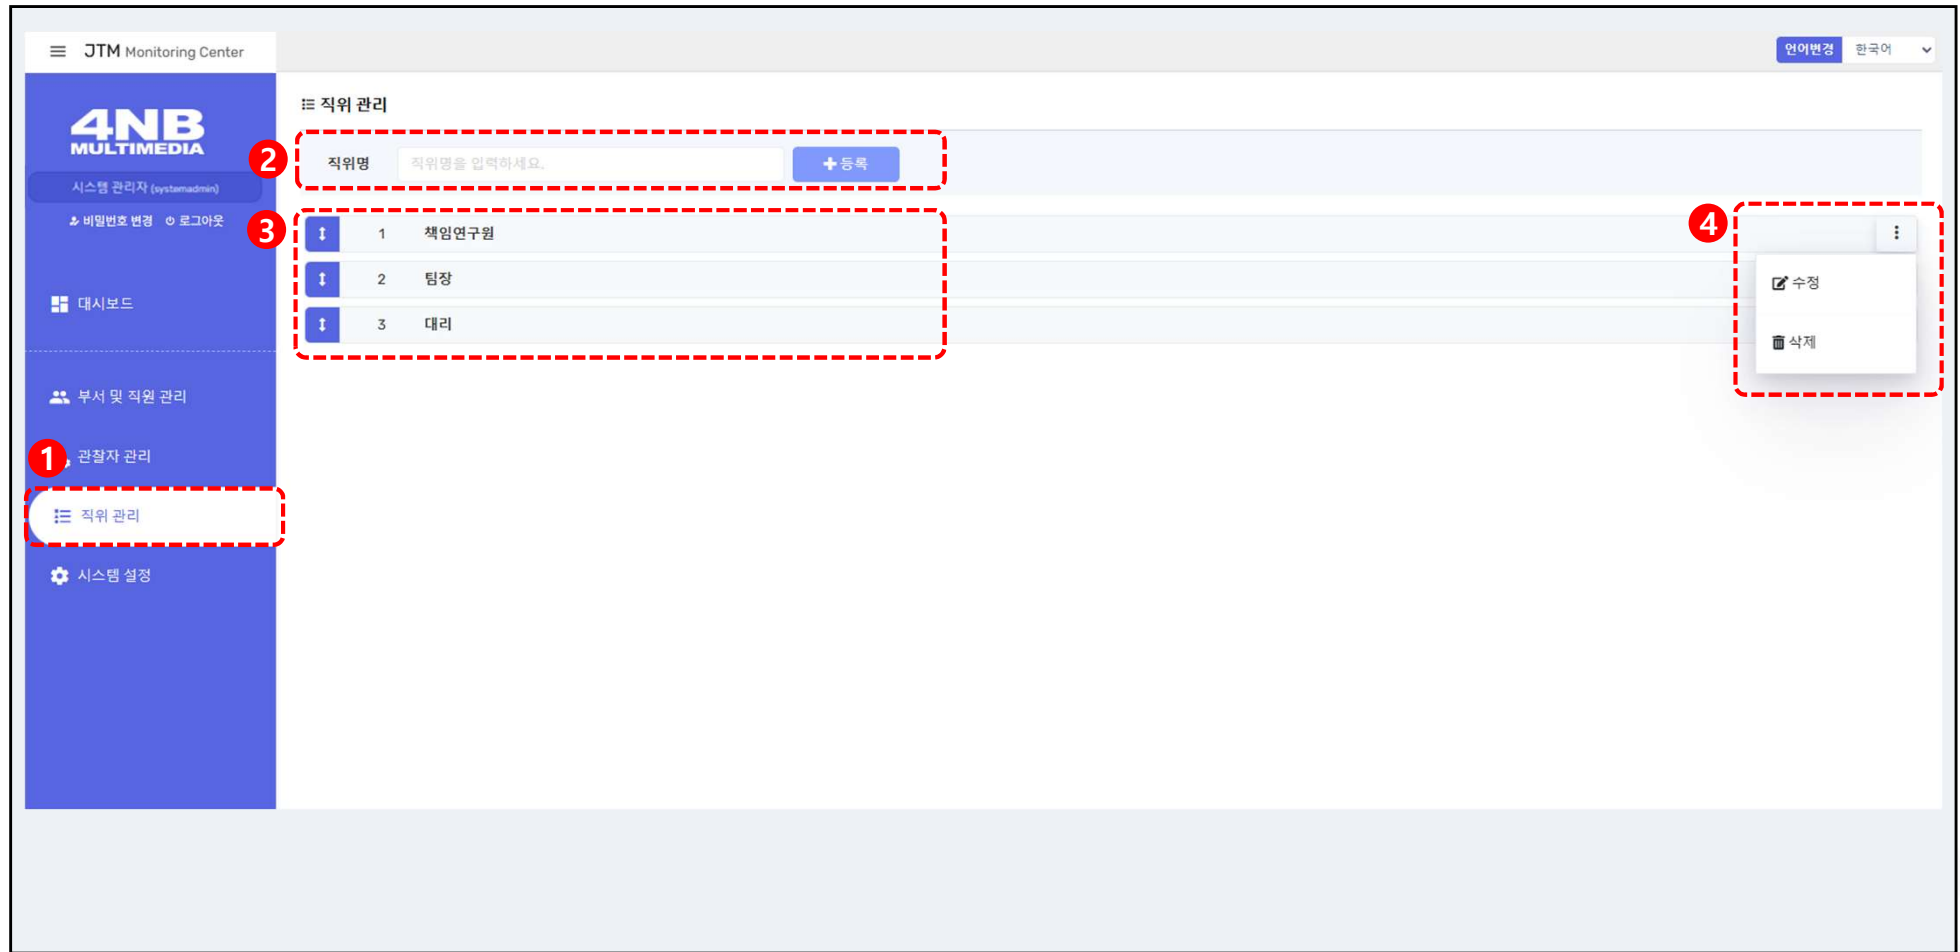 JTM Monitoring Center
언어변경 한국어
4NB
MULTIMEDIA
시스템 관리자 (systemadmin)
비밀번호 변경 로그아웃
대시보드
부서 및 직원 관리
1 관찰자 관리
직위 관리
시스템 설정
직위 관리
2 직위명 직위명을 입력하세요. 등록
3
1 책임연구원
2 팀장
3 대리
4
수정
삭제